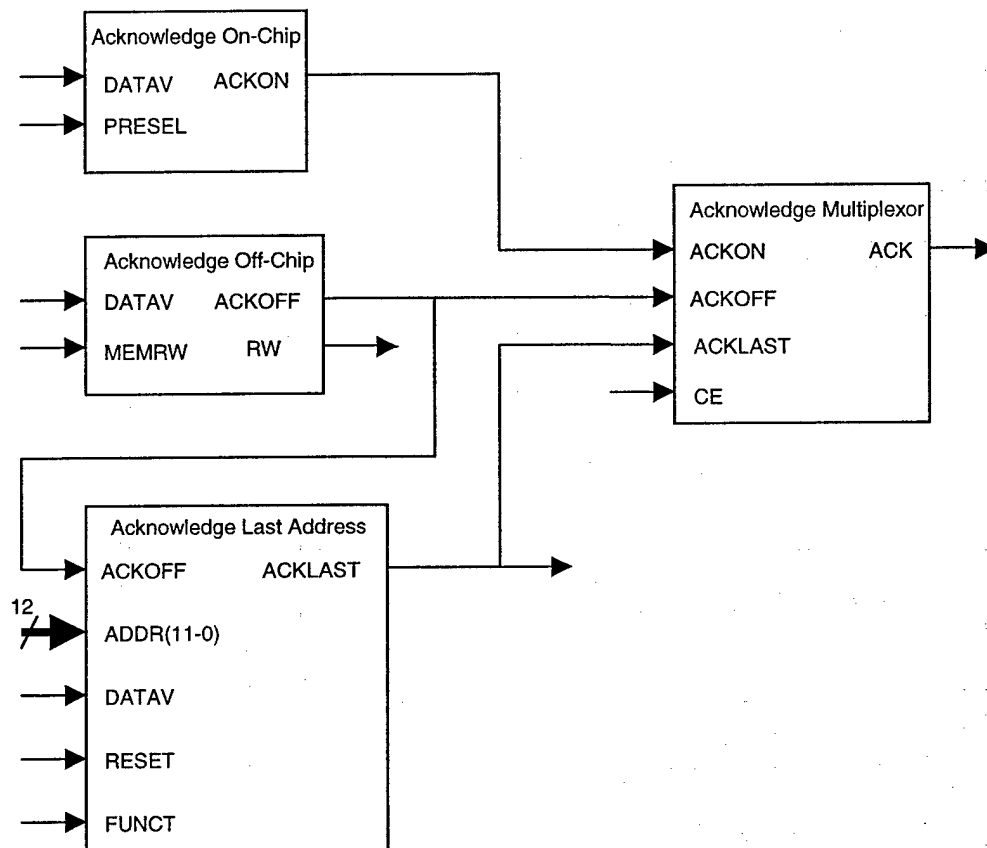 Acknowledge On-Chip
DATAV ACKON
PRESEL
Acknowledge Off-Chip
DATAV ACKOFF
MEMRW RW
Acknowledge Multiplexor
ACKON ACK
ACKOFF
ACKLAST
CE
Acknowledge Last Address
ACKOFF ACKLAST
12
ADDR(11-0)
DATAV
RESET
FUNCT